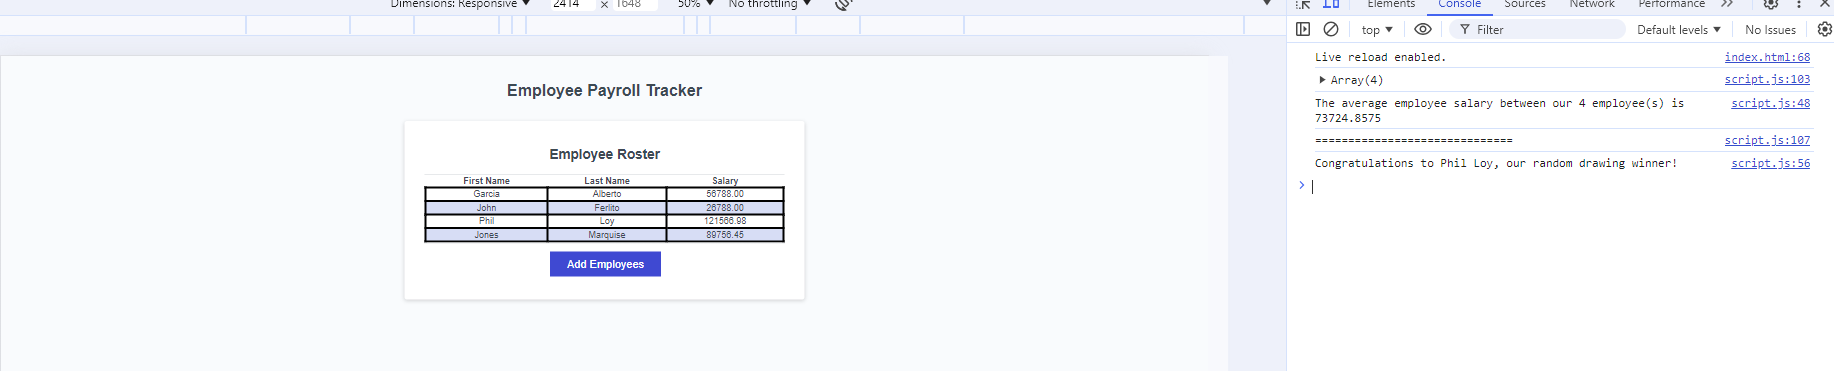 Dimensions: Responsive ▼ 2414 × 1648 50% ▼ No throttling ▼
Employee Payroll Tracker
Employee Roster
First Name Last Name Salary
Garcia Alberto 56788.00
John Ferlito 26788.00
Phil Loy 121566.98
Jones Marquise 89756.45
Add Employees
Elements Console Sources Network Performance
top ▼ Filter Default levels ▼ No Issues
Live reload enabled. index.html:68
Array(4) script.js:103
The average employee salary between our 4 employee(s) is script.js:48
73724.8575
============================== script.js:107
Congratulations to Phil Loy, our random drawing winner! script.js:56